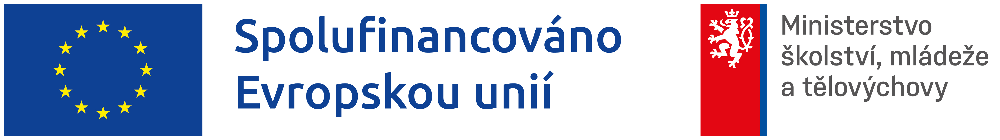 Spolufinancováno
Evropskou unií
Ministerstvo
školství, mládeže
a tělovýchovy